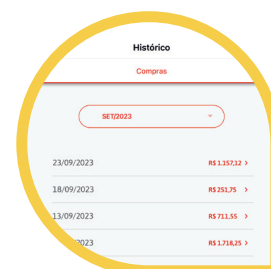 Histórico
Compras
SET/2023
23/09/2023 R$ 1.157,12 >
18/09/2023 R$ 251,75 >
13/09/2023 R$ 711,55 >
/2023 R$ 1.718,25 >